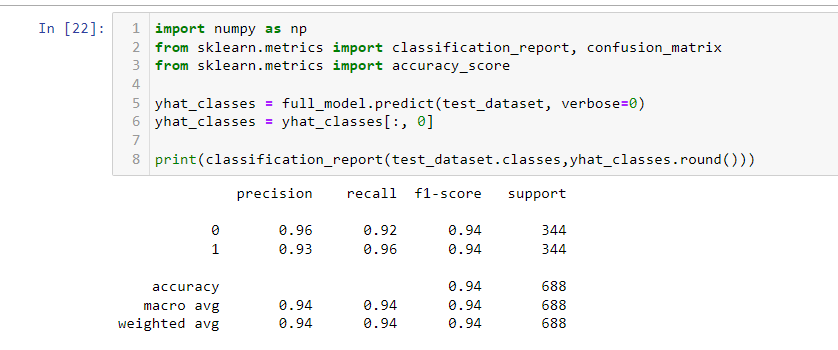 In [22]:
1 import numpy as np
2 from sklearn.metrics import classification_report, confusion_matrix
3 from sklearn.metrics import accuracy_score
4
5 yhat_classes = full_model.predict(test_dataset, verbose=0)
6 yhat_classes = yhat_classes[:, 0]
7
8 print(classification_report(test_dataset.classes,yhat_classes.round()))
precision recall f1-score support
0 0.96 0.92 0.94 344
1 0.93 0.96 0.94 344
accuracy 0.94 688
macro avg 0.94 0.94 0.94 688
weighted avg 0.94 0.94 0.94 688